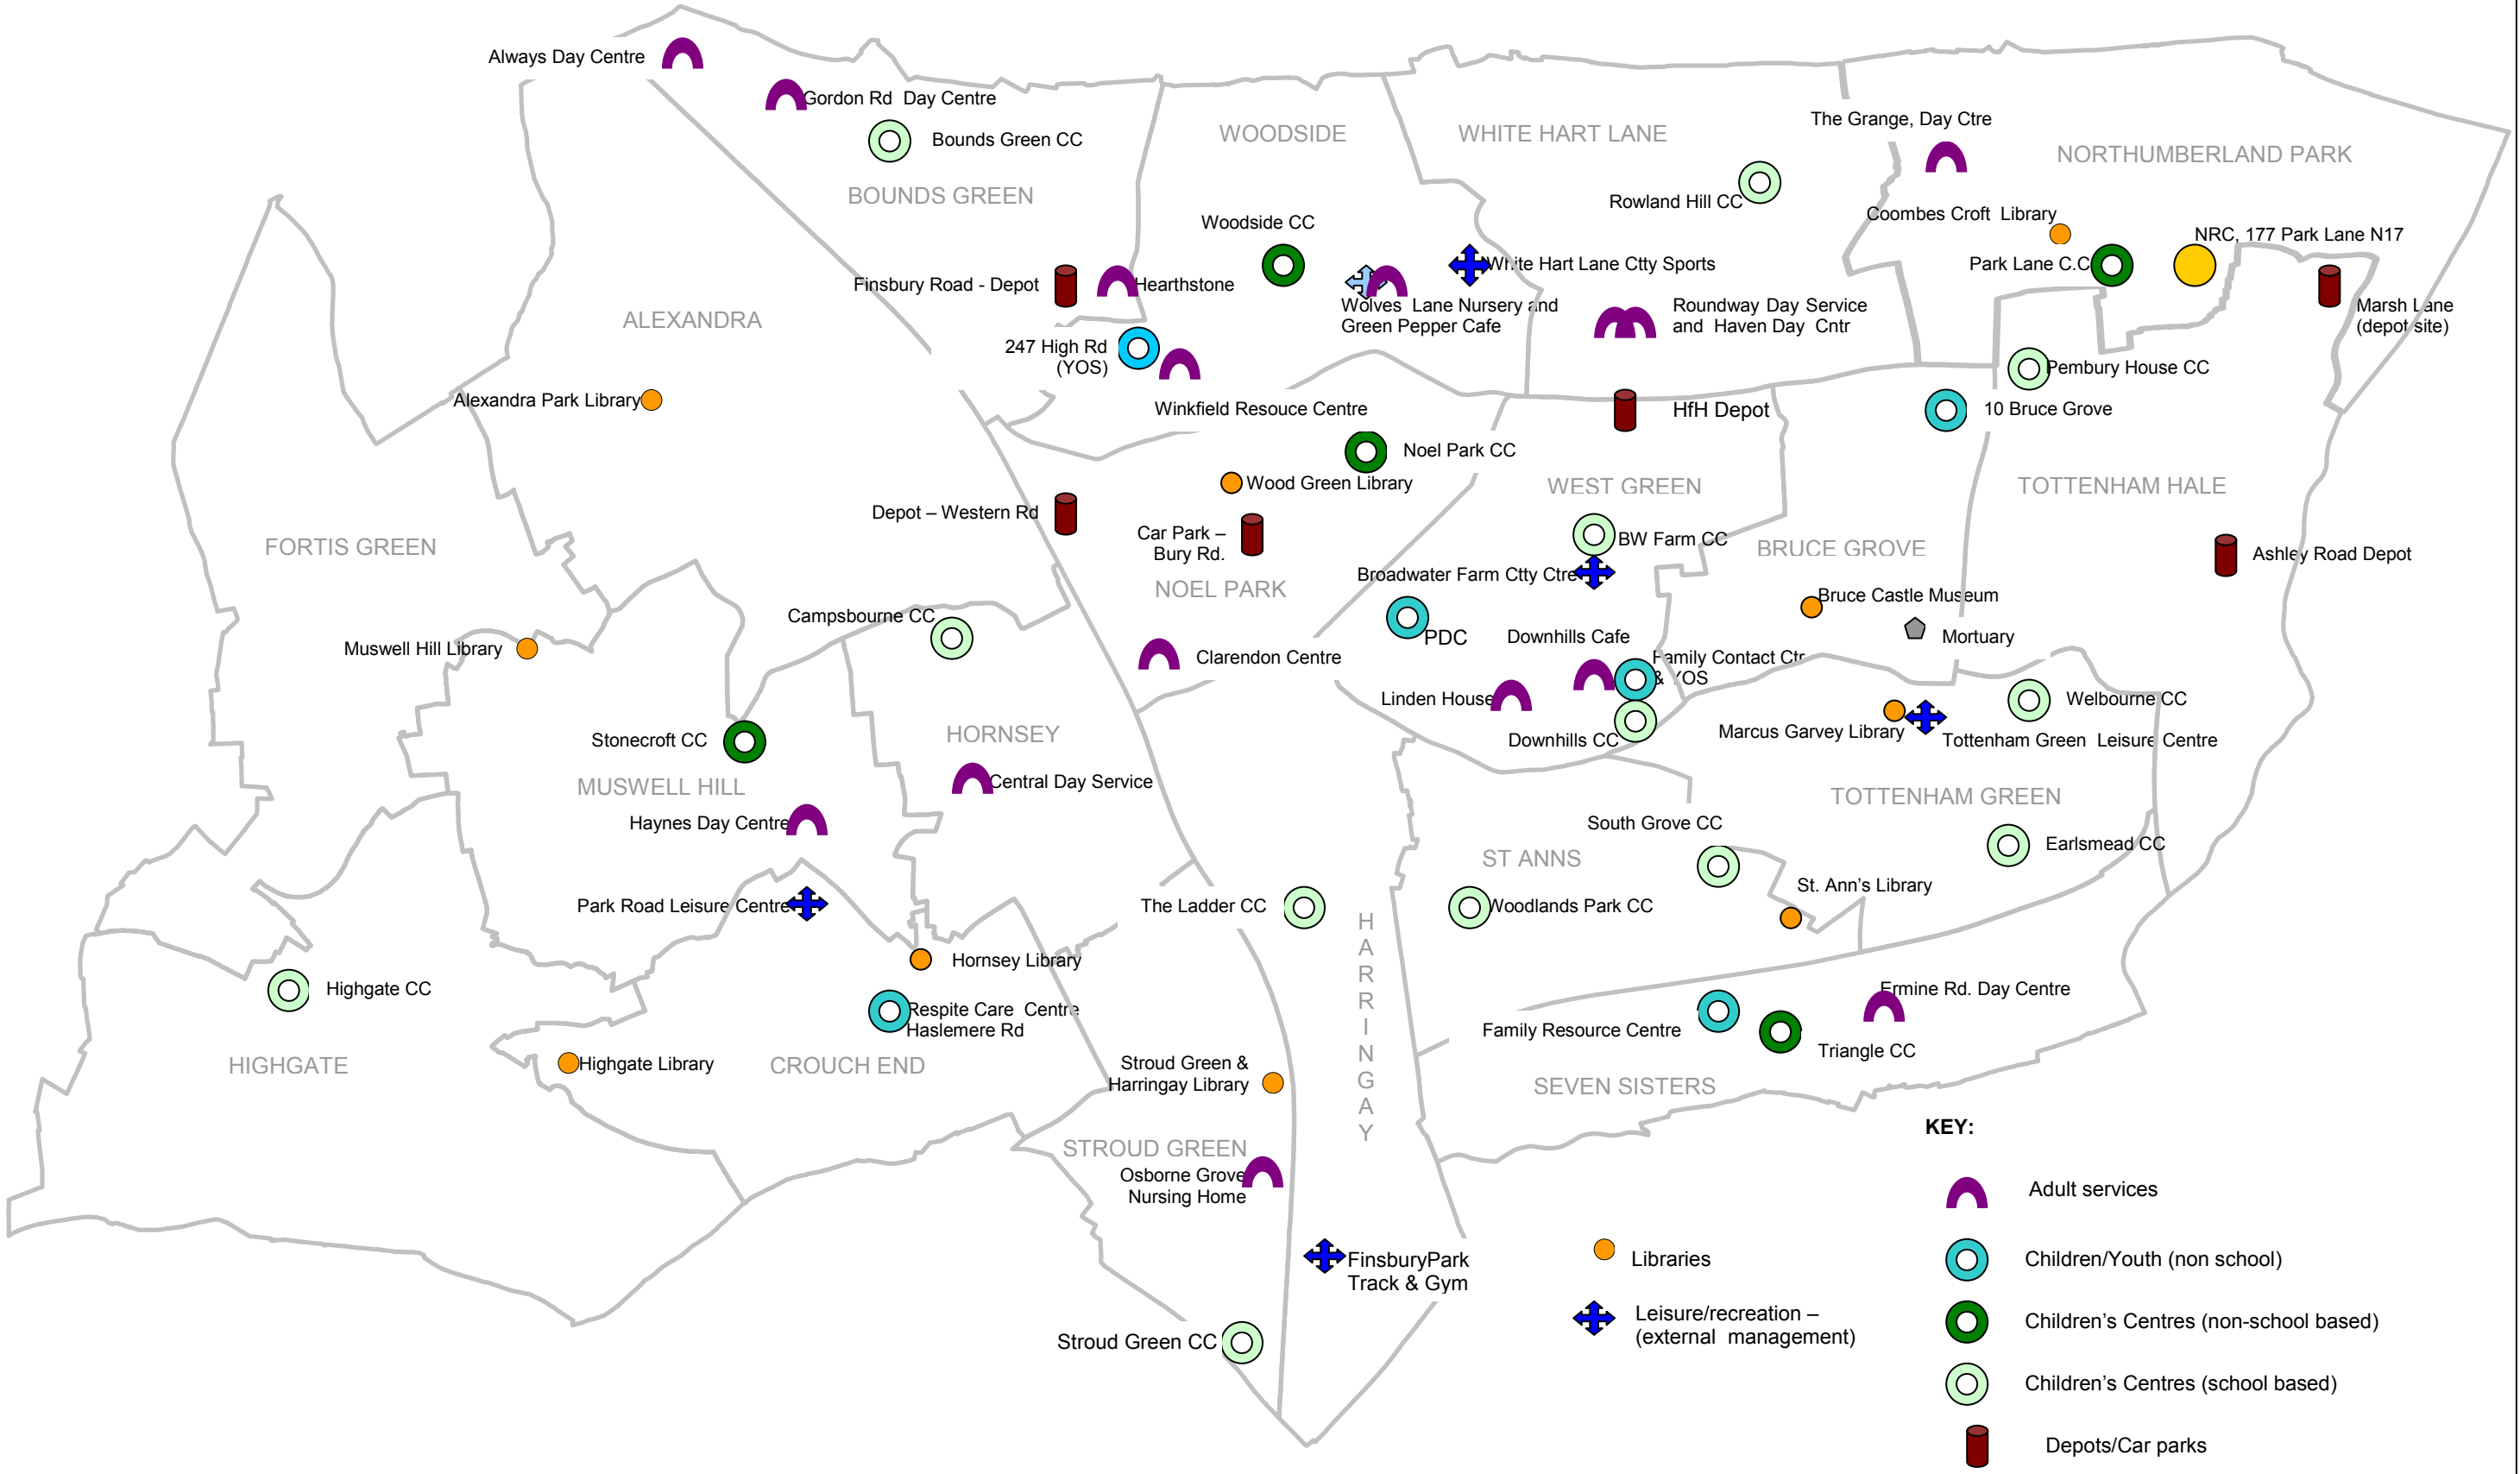 Always Day Centre
Gordon Rd Day Centre
Bounds Green CC
BOUNDS GREEN
WOODSIDE
WHITE HART LANE
The Grange, Day Ctre
NORTHUMBERLAND PARK
Rowland Hill CC
Coombes Croft Library
Woodside CC
NRC, 177 Park Lane N17
Park Lane C.C
White Hart Lane Ctty Sports
Finsbury Road - Depot
Hearthstone
Wolves Lane Nursery and
Green Pepper Cafe
Roundway Day Service
and Haven Day Cntr
Marsh Lane
(depot site)
ALEXANDRA
247 High Rd
(YOS)
Pembury House CC
Alexandra Park Library
Winkfield Resouce Centre
HfH Depot
10 Bruce Grove
Noel Park CC
Wood Green Library
WEST GREEN
TOTTENHAM HALE
Depot – Western Rd
Car Park –
Bury Rd.
BW Farm CC
BRUCE GROVE
Ashley Road Depot
FORTIS GREEN
Broadwater Farm Ctty Ctre
NOEL PARK
Bruce Castle Museum
Campsbourne CC
PDC
Downhills Cafe
Mortuary
Muswell Hill Library
Clarendon Centre
Family Contact Ctr
& YOS
Linden House
Welbourne CC
Stonecroft CC
HORNSEY
Downhills CC
Marcus Garvey Library
Tottenham Green Leisure Centre
MUSWELL HILL
Central Day Service
TOTTENHAM GREEN
Haynes Day Centre
South Grove CC
Earlsmead CC
ST ANNS
St. Ann's Library
Park Road Leisure Centre
The Ladder CC
Woodlands Park CC
H
A
R
R
I
N
G
A
Y
Hornsey Library
Highgate CC
Respite Care Centre
Haslemere Rd
Ermine Rd. Day Centre
Family Resource Centre
Triangle CC
HIGHGATE
Highgate Library
CROUCH END
Stroud Green &
Harringay Library
SEVEN SISTERS
STROUD GREEN
Osborne Grove
Nursing Home
FinsburyPark
Track & Gym
Stroud Green CC
KEY:
Adult services
Libraries
Children/Youth (non school)
Leisure/recreation –
(external management)
Children's Centres (non-school based)
Children's Centres (school based)
Depots/Car parks